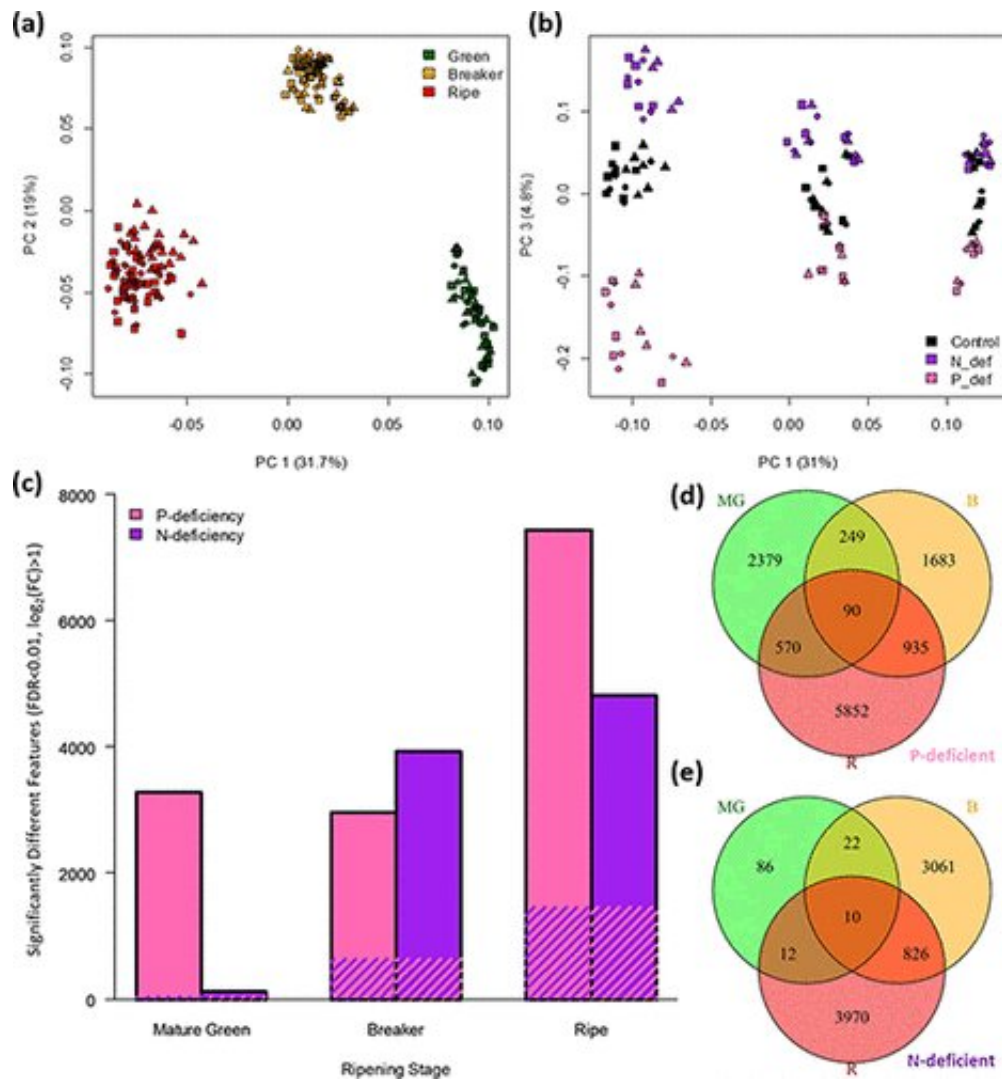 (a)
0.10
0.05
0.00
-0.05
-0.10
PC 2 (19%)
Green
Breaker
Ripe
-0.05
0.00
0.05
0.10
PC 1 (31.7%)
(b)
0.1
0.0
-0.1
-0.2
PC 3 (4.8%)
Control
N_def
P_def
-0.10
-0.05
0.00
0.05
0.10
PC 1 (31%)
(c)
8000
6000
4000
2000
0
Significantly Different Features (FDR<0.01, log₂(FC)>1)
P-deficiency
N-deficiency
Mature Green
Breaker
Ripe
Ripening Stage
(d)
MG
B
249
2379
1683
90
570
935
5852
R
P-deficient
(e)
MG
B
22
86
3061
10
12
826
3970
R
N-deficient